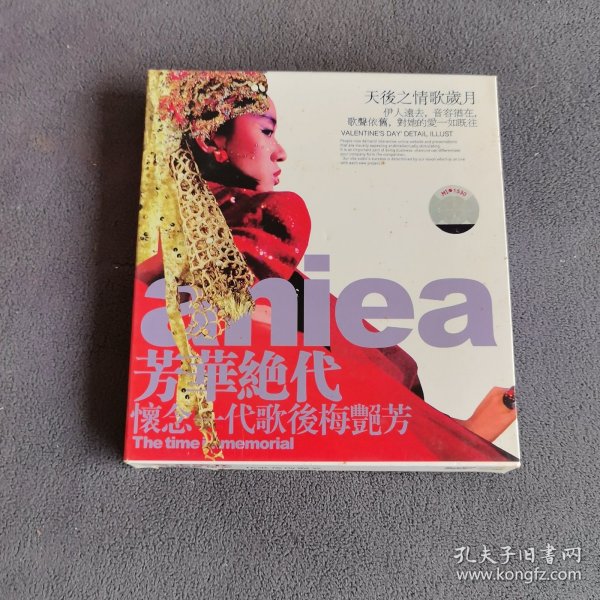 天後之情歌歲月
伊人遠去，音容猶在，
歌聲依舊，對她的愛一如既往
VALENTINE'S DAY' DETAIL ILLUST
aniea
芳華絕代
懷念一代歌後梅艷芳
The time memorial
孔夫子旧书网
www.kongfz.com